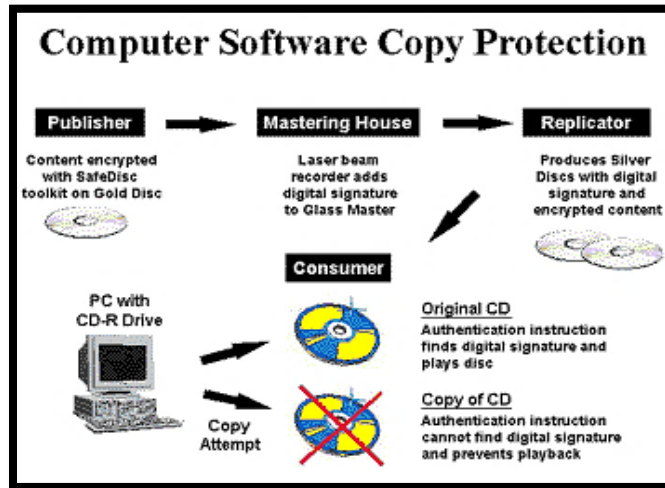 Computer Software Copy Protection
Publisher
Mastering House
Replicator
Content encrypted
with SafeDisc
toolkit on Gold Disc
Laser beam
recorder adds
digital signature
to Glass Master
Produces Silver
Discs with digital
signature and
encrypted content
Consumer
PC with
CD-R Drive
Original CD
Authentication instruction
finds digital signature and
plays disc
Copy
Attempt
Copy of CD
Authentication instruction
cannot find digital signature
and prevents playback